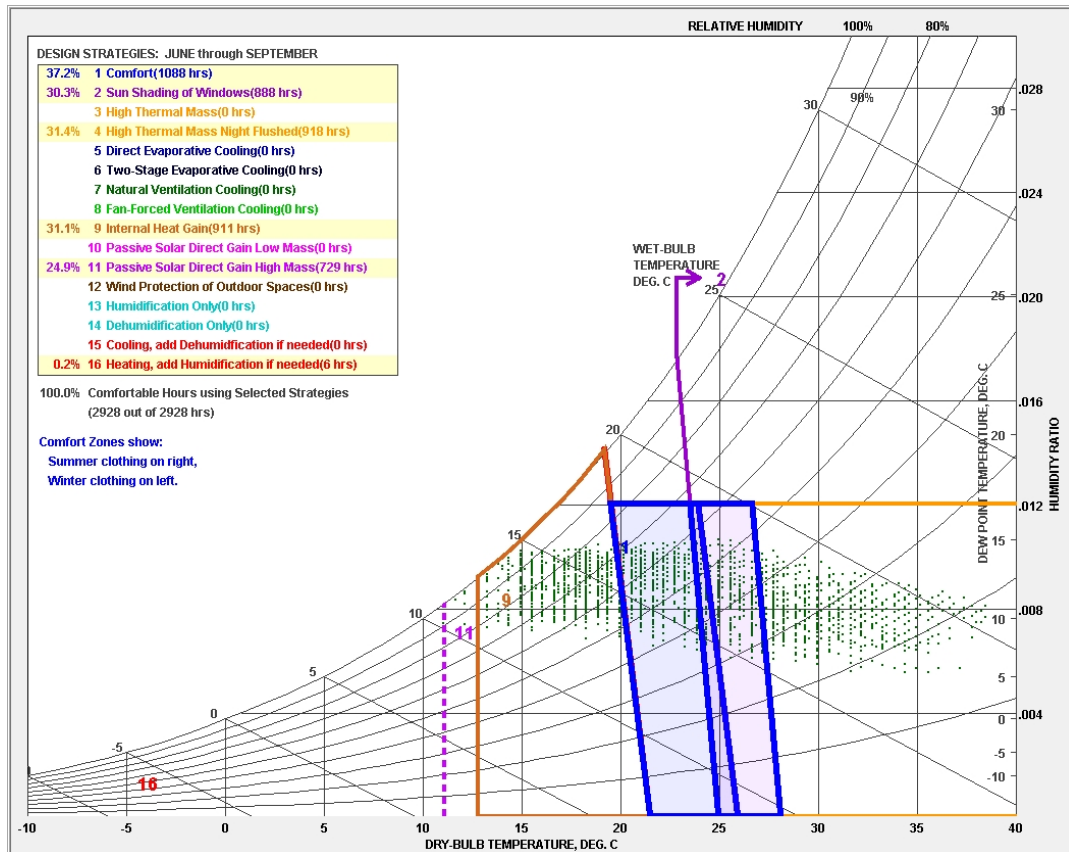 RELATIVE HUMIDITY 100% 80%
DESIGN STRATEGIES: JUNE through SEPTEMBER
37.2% 1 Comfort(1088 hrs)
30.3% 2 Sun Shading of Windows(888 hrs)
3 High Thermal Mass(0 hrs)
31.4% 4 High Thermal Mass Night Flushed(918 hrs)
5 Direct Evaporative Cooling(0 hrs)
6 Two-Stage Evaporative Cooling(0 hrs)
7 Natural Ventilation Cooling(0 hrs)
8 Fan-Forced Ventilation Cooling(0 hrs)
31.1% 9 Internal Heat Gain(911 hrs)
10 Passive Solar Direct Gain Low Mass(0 hrs)
24.9% 11 Passive Solar Direct Gain High Mass(729 hrs)
12 Wind Protection of Outdoor Spaces(0 hrs)
13 Humidification Only(0 hrs)
14 Dehumidification Only(0 hrs)
15 Cooling, add Dehumidfication if needed(0 hrs)
0.2% 16 Heating, add Humidification if needed(6 hrs)
100.0% Comfortable Hours using Selected Strategies
(2928 out of 2928 hrs)
Comfort Zones show:
Summer clothing on right,
Winter clothing on left.
90%
WET-BULB
TEMPERATURE
DEG. C
2
1
9
11
16
-5
0
5
10
15
20
25
30
.028
.024
.020
.016
.012
.008
.004
HUMIDITY RATIO
30
25
20
15
10
5
0
-5
-10
DEW POINT TEMPERATURE, DEG. C
-10 -5 0 5 10 15 20 25 30 35 40
DRY-BULB TEMPERATURE, DEG. C